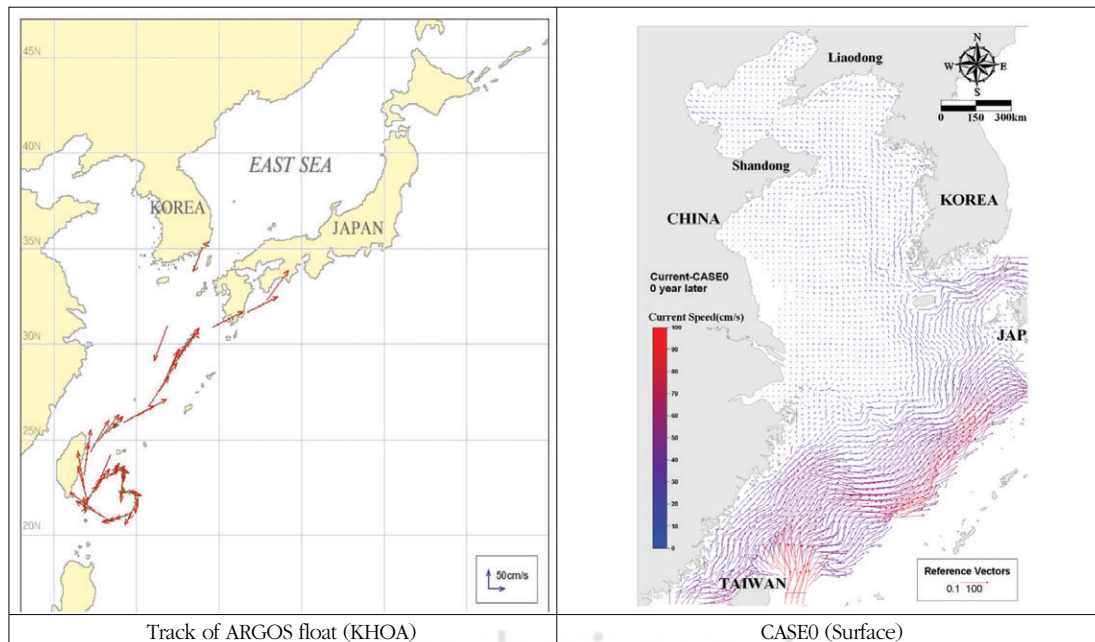 45N
40N
EAST SEA
KOREA
JAPAN
35N
30N
25N
20N
50cm/s
Track of ARGOS float (KHOA)
N
W E
S
0 150 300km
Liaodong
Shandong
CHINA
KOREA
Current-CASE0
0 year later
Current Speed(cm/s)
100
90
80
70
60
50
40
30
20
10
0
JAP
TAIWAN
Reference Vectors
0.1 100
CASE0 (Surface)